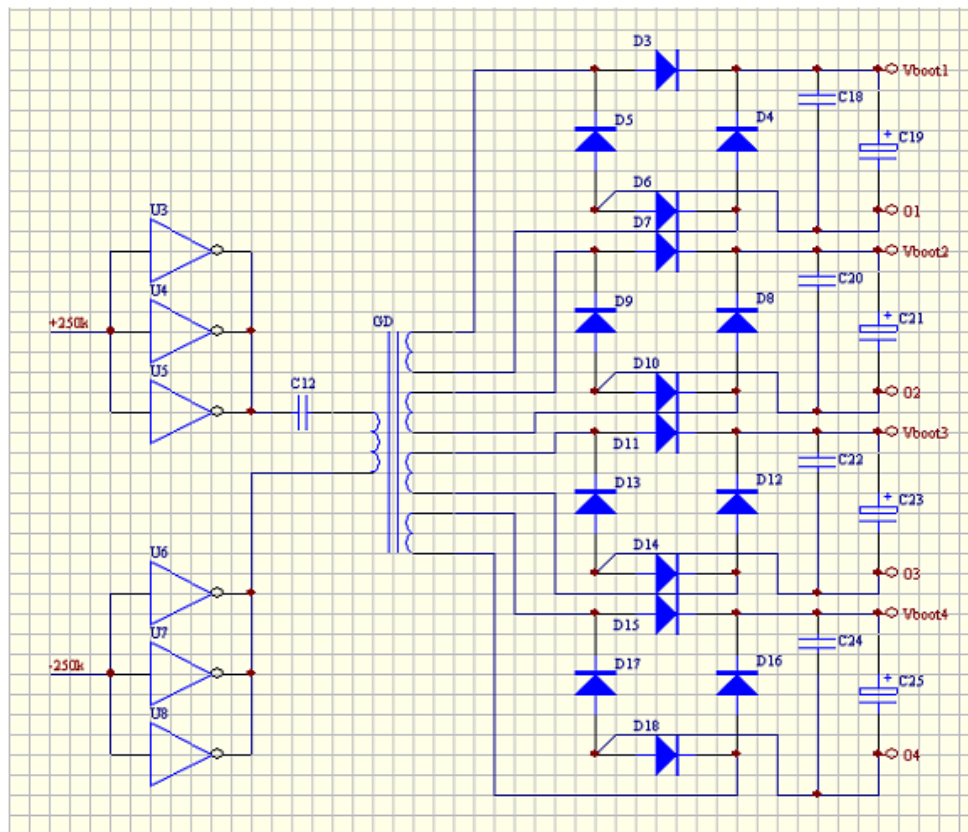 D3
Vboot1
C18
D5
D4
C19
D6
O1
U3
D7
Vboot2
C20
U4
D9
D8
C21
+250k
GD
U5
D10
C12
O2
Vboot3
D11
C22
D13
D12
C23
U6
D14
O3
Vboot4
U7
D15
C24
-250k
D17
D16
C25
U8
D18
O4